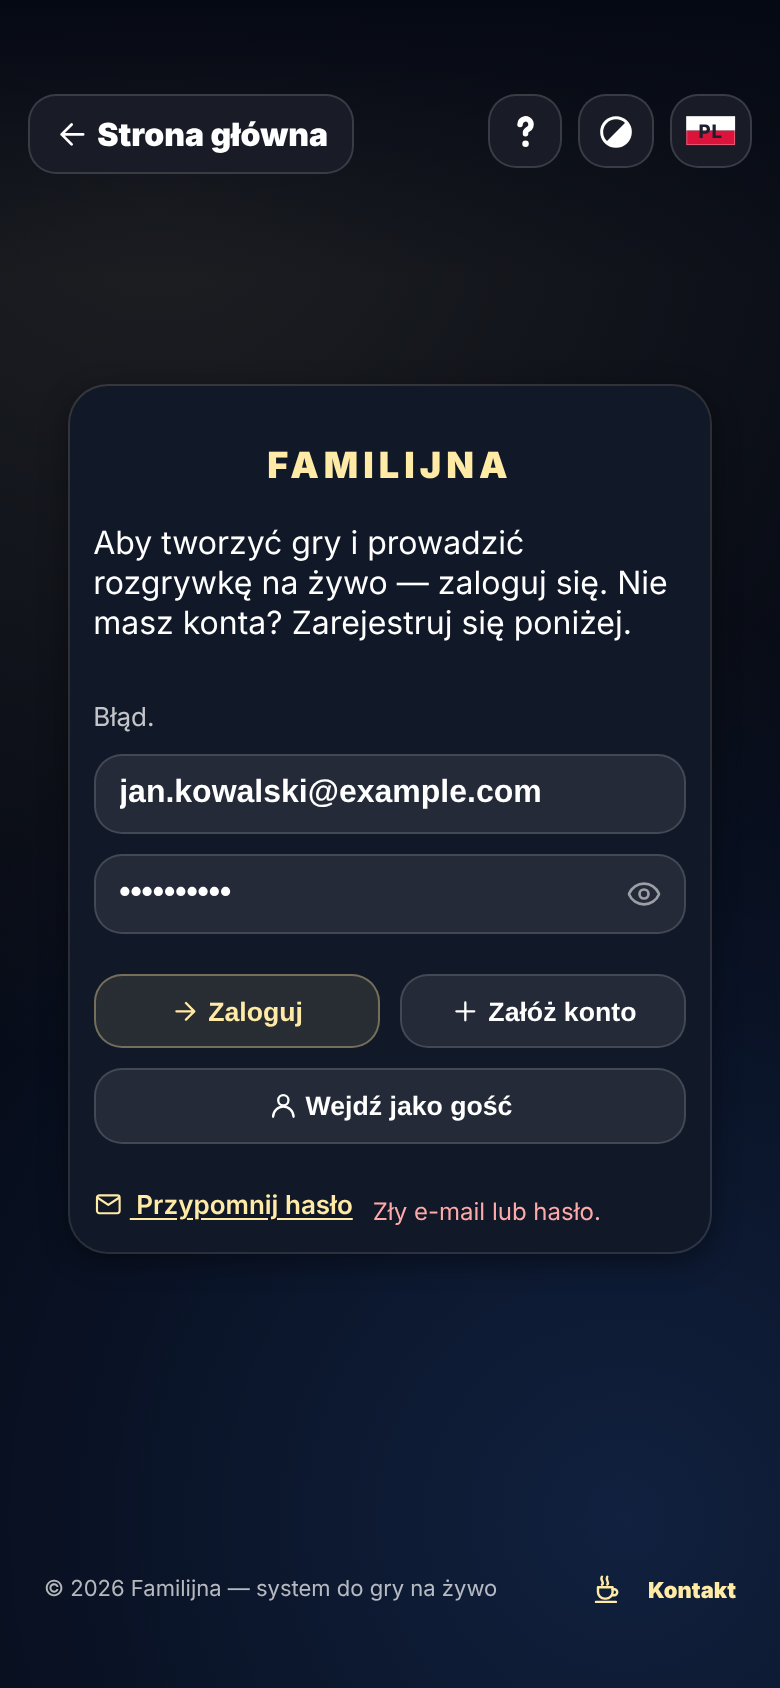 ← Strona główna
?
PL
FAMILIJNA
Aby tworzyć gry i prowadzić
rozgrywkę na żywo — zaloguj się. Nie
masz konta? Zarejestruj się poniżej.
Błąd.
jan.kowalski@example.com
••••••••••
→ Zaloguj
+ Załóż konto
Wejdź jako gość
Przypomnij hasło
Zły e-mail lub hasło.
© 2026 Familijna — system do gry na żywo
Kontakt